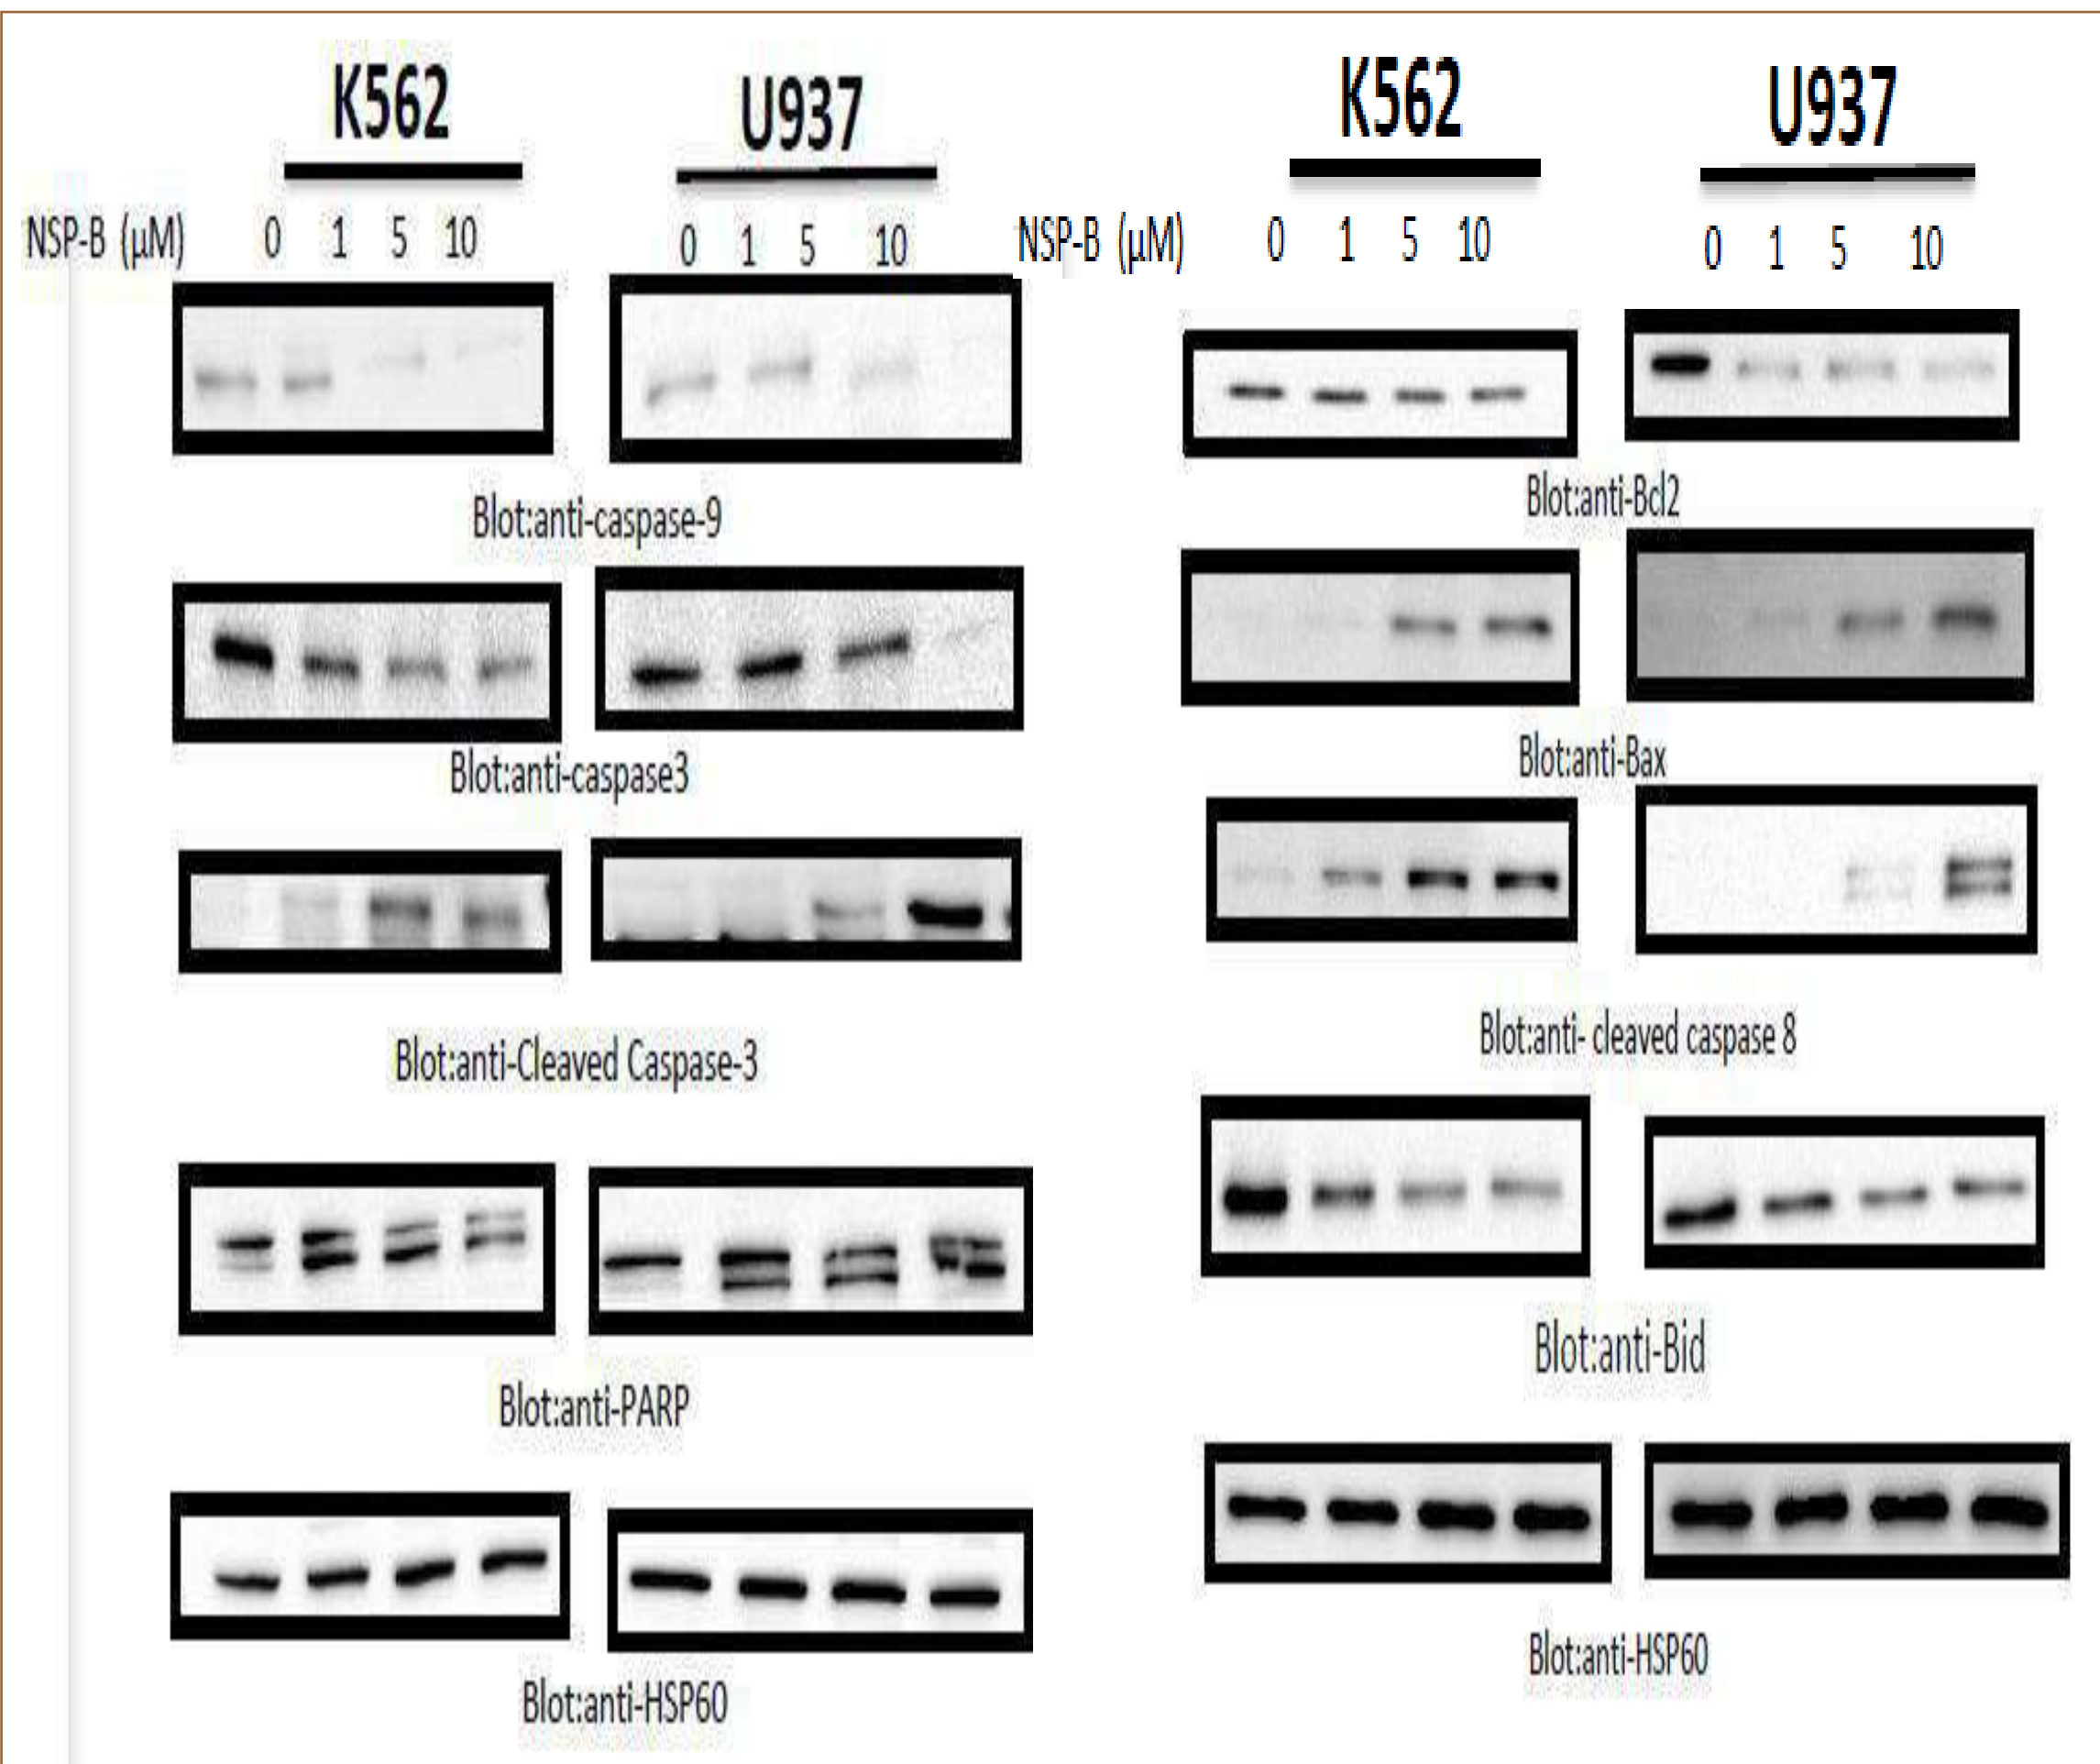 K562 U937
NSP-B (μM) 0 1 5 10 0 1 5 10
Blot:anti-caspase-9
Blot:anti-caspase3
Blot:anti-Cleaved Caspase-3
Blot:anti-PARP
Blot:anti-HSP60
K562 U937
NSP-B (μM) 0 1 5 10 0 1 5 10
Blot:anti-Bcl2
Blot:anti-Bax
Blot:anti- cleaved caspase 8
Blot:anti-Bid
Blot:anti-HSP60